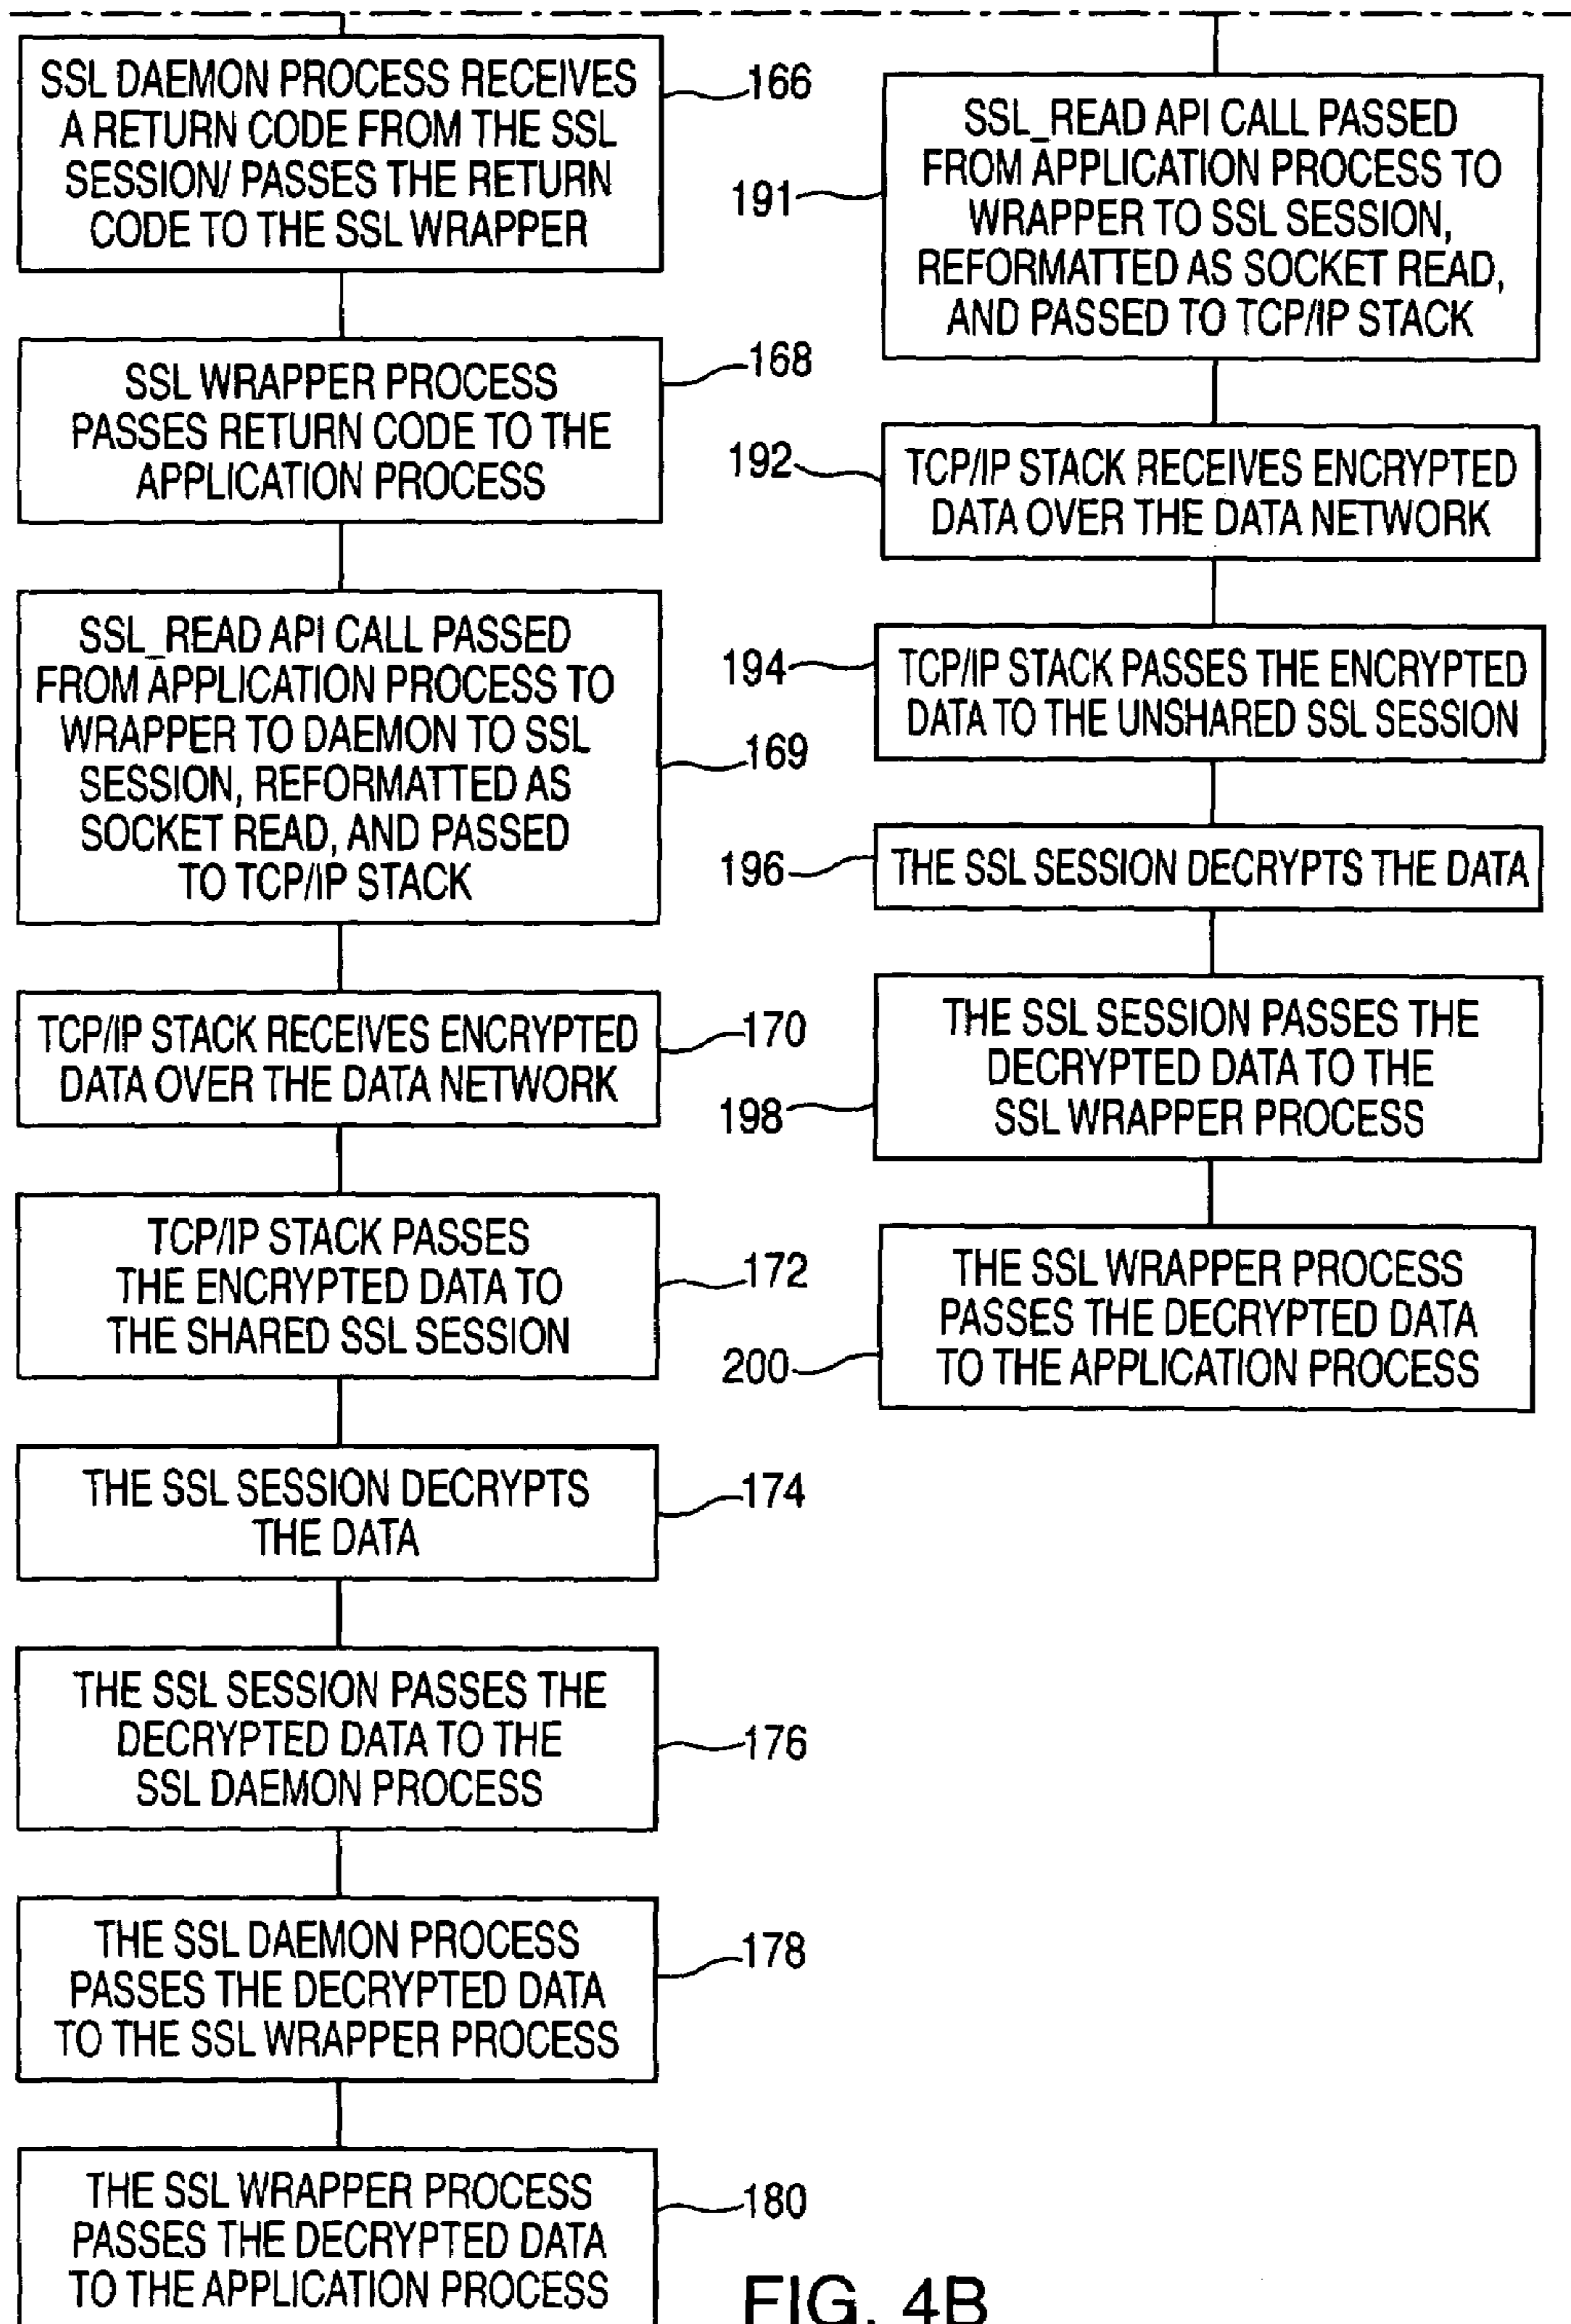 SSL DAEMON PROCESS RECEIVES
A RETURN CODE FROM THE SSL
SESSION/ PASSES THE RETURN
CODE TO THE SSL WRAPPER
166
SSL WRAPPER PROCESS
PASSES RETURN CODE TO THE
APPLICATION PROCESS
168
SSL_READ API CALL PASSED
FROM APPLICATION PROCESS TO
WRAPPER TO DAEMON TO SSL
SESSION, REFORMATTED AS
SOCKET READ, AND PASSED
TO TCP/IP STACK
169
TCP/IP STACK RECEIVES ENCRYPTED
DATA OVER THE DATA NETWORK
170
TCP/IP STACK PASSES
THE ENCRYPTED DATA TO
THE SHARED SSL SESSION
172
THE SSL SESSION DECRYPTS
THE DATA
174
THE SSL SESSION PASSES THE
DECRYPTED DATA TO THE
SSL DAEMON PROCESS
176
THE SSL DAEMON PROCESS
PASSES THE DECRYPTED DATA
TO THE SSL WRAPPER PROCESS
178
THE SSL WRAPPER PROCESS
PASSES THE DECRYPTED DATA
TO THE APPLICATION PROCESS
180
SSL_READ API CALL PASSED
FROM APPLICATION PROCESS TO
WRAPPER TO SSL SESSION,
REFORMATTED AS SOCKET READ,
AND PASSED TO TCP/IP STACK
191
TCP/IP STACK RECEIVES ENCRYPTED
DATA OVER THE DATA NETWORK
192
TCP/IP STACK PASSES THE ENCRYPTED
DATA TO THE UNSHARED SSL SESSION
194
THE SSL SESSION DECRYPTS THE DATA
196
THE SSL SESSION PASSES THE
DECRYPTED DATA TO THE
SSL WRAPPER PROCESS
198
THE SSL WRAPPER PROCESS
PASSES THE DECRYPTED DATA
TO THE APPLICATION PROCESS
200
FIG. 4B